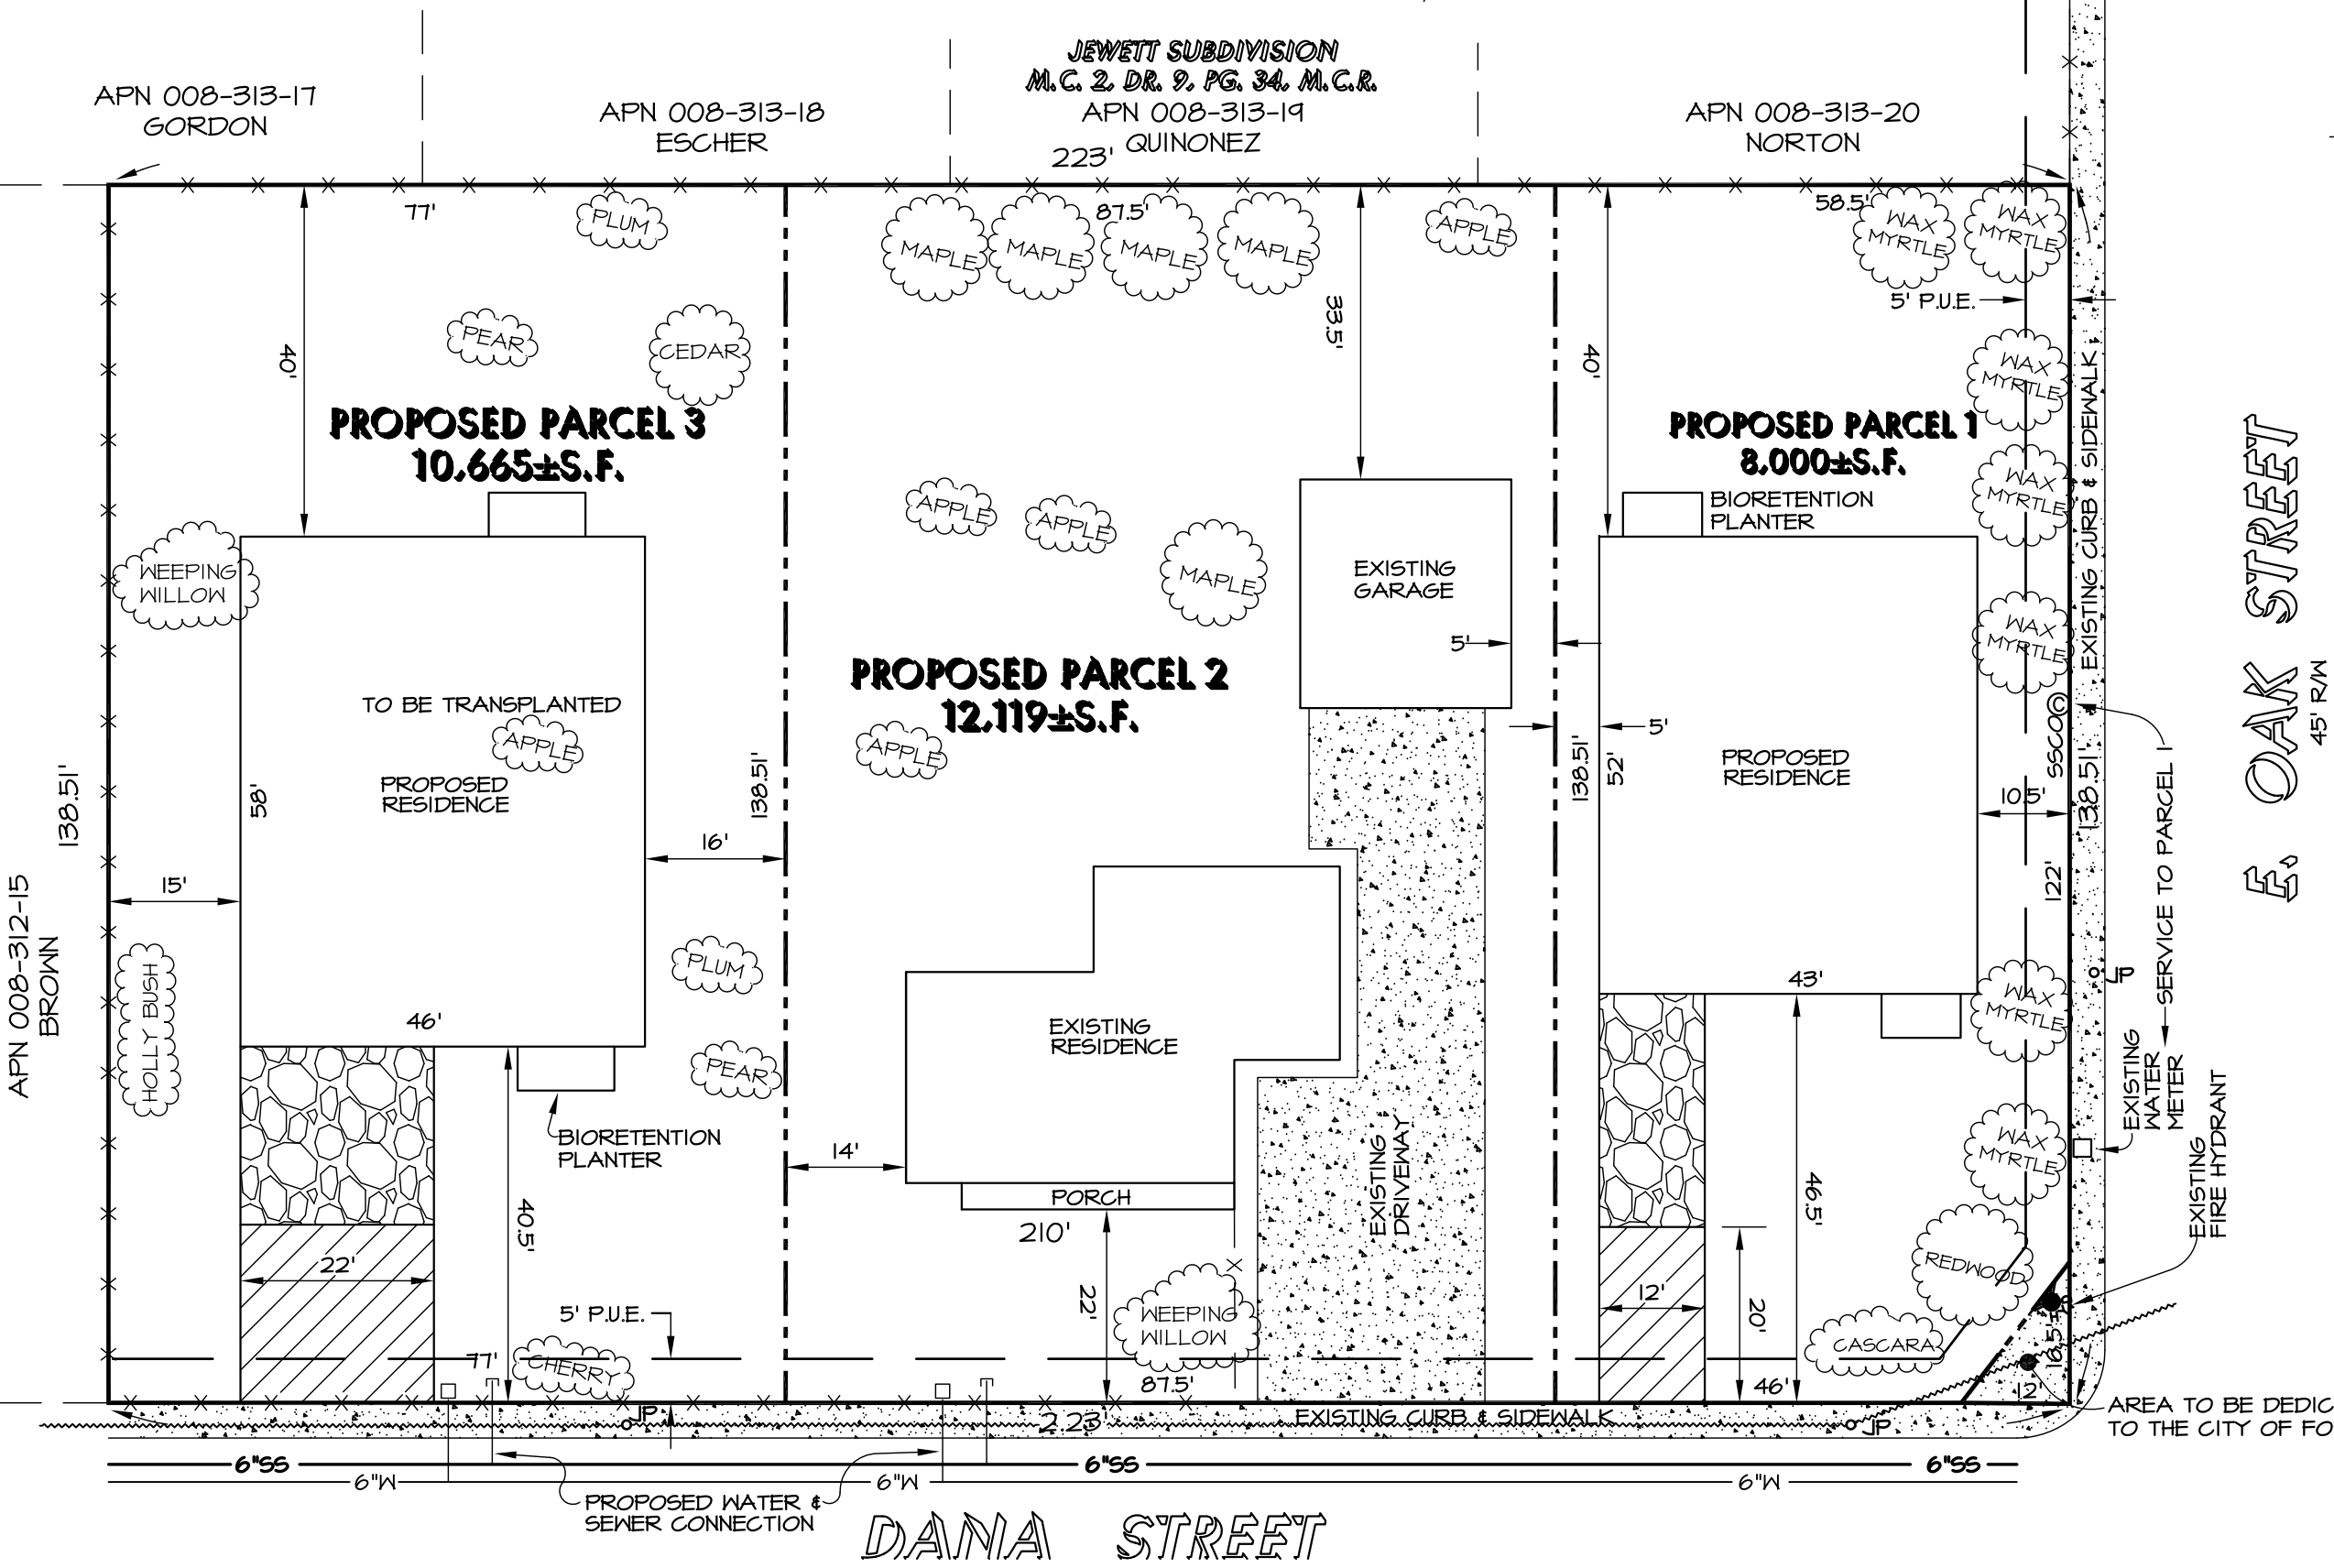 JEWETT SUBDIVISION
M.C. 2, DR. 9, PG. 34, M.C.R.
APN 008-313-17
GORDON
APN 008-313-18
ESCHER
APN 008-313-19
QUINONEZ
APN 008-313-20
NORTON
223'
77'
87.5'
58.5'
PLUM
MAPLE
MAPLE
MAPLE
MAPLE
APPLE
WAX
MYRTLE
WAX
MYRTLE
5' P.U.E.
40'
PEAR
CEDAR
33.5'
40'
WAX
MYRTLE
PROPOSED PARCEL 3
10,665±S.F.
PROPOSED PARCEL 1
8,000±S.F.
BIORETENTION
PLANTER
WAX
MYRTLE
EXISTING CURB & SIDEWALK
E. OAK STREET
45' R/W
APPLE
APPLE
MAPLE
EXISTING
GARAGE
WEEPING
WILLOW
5'
WAX
MYRTLE
PROPOSED PARCEL 2
12,119±S.F.
TO BE TRANSPLANTED
APPLE
APPLE
5'
SSCO
PROPOSED
RESIDENCE
PROPOSED
RESIDENCE
138.51'
58'
138.51'
138.51'
52'
10.5'
138.51'
122'
16'
15'
APN 008-312-15
BROWN
HOLLY BUSH
PLUM
46'
43'
WAX
MYRTLE
JP
SERVICE TO PARCEL 1
EXISTING
WATER
METER
EXISTING
RESIDENCE
PEAR
BIORETENTION
PLANTER
14'
PORCH
210'
EXISTING
DRIVEWAY
WAX
MYRTLE
EXISTING
FIRE HYDRANT
40.5'
46.5'
REDWOOD
22'
22'
12'
20'
5' P.U.E.
WEEPING
WILLOW
CASCARA
16.5'
77'
CHERRY
87.5'
46'
12'
JP
2.23'
EXISTING CURB & SIDEWALK
JP
AREA TO BE DEDIC
TO THE CITY OF FO
6"SS
6"SS
6"SS
6"W
6"W
6"W
PROPOSED WATER &
SEWER CONNECTION
DANA STREET